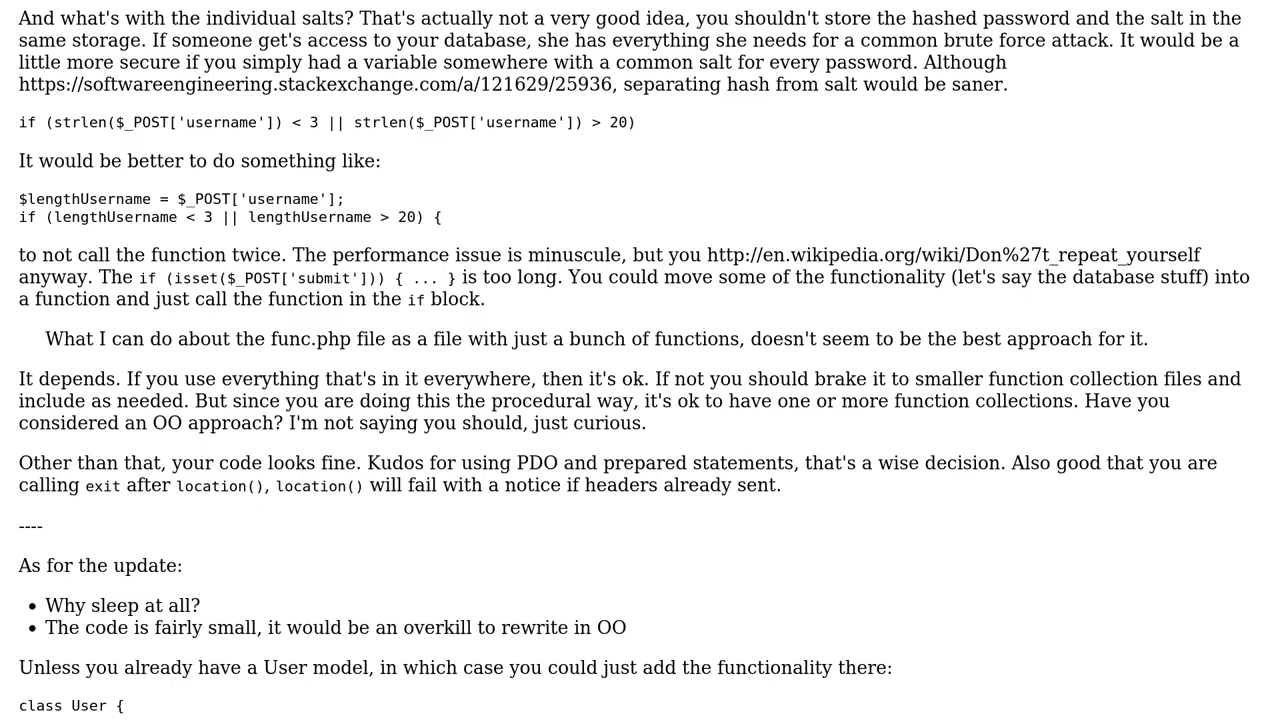 And what's with the individual salts? That's actually not a very good idea, you shouldn't store the hashed password and the salt in the
same storage. If someone get's access to your database, she has everything she needs for a common brute force attack. It would be a
little more secure if you simply had a variable somewhere with a common salt for every password. Although
https://softwareengineering.stackexchange.com/a/121629/25936, separating hash from salt would be saner.
if (strlen($_POST['username']) < 3 || strlen($_POST['username']) > 20)
It would be better to do something like:
$lengthUsername = $_POST['username'];
if (lengthUsername < 3 || lengthUsername > 20) {
to not call the function twice. The performance issue is minuscule, but you http://en.wikipedia.org/wiki/Don%27t_repeat_yourself
anyway. The if (isset($_POST['submit'])) { ... } is too long. You could move some of the functionality (let's say the database stuff) into
a function and just call the function in the if block.
What I can do about the func.php file as a file with just a bunch of functions, doesn't seem to be the best approach for it.
It depends. If you use everything that's in it everywhere, then it's ok. If not you should brake it to smaller function collection files and
include as needed. But since you are doing this the procedural way, it's ok to have one or more function collections. Have you
considered an OO approach? I'm not saying you should, just curious.
Other than that, your code looks fine. Kudos for using PDO and prepared statements, that's a wise decision. Also good that you are
calling exit after location(), location() will fail with a notice if headers already sent.
----
As for the update:
• Why sleep at all?
• The code is fairly small, it would be an overkill to rewrite in OO
Unless you already have a User model, in which case you could just add the functionality there:
class User {